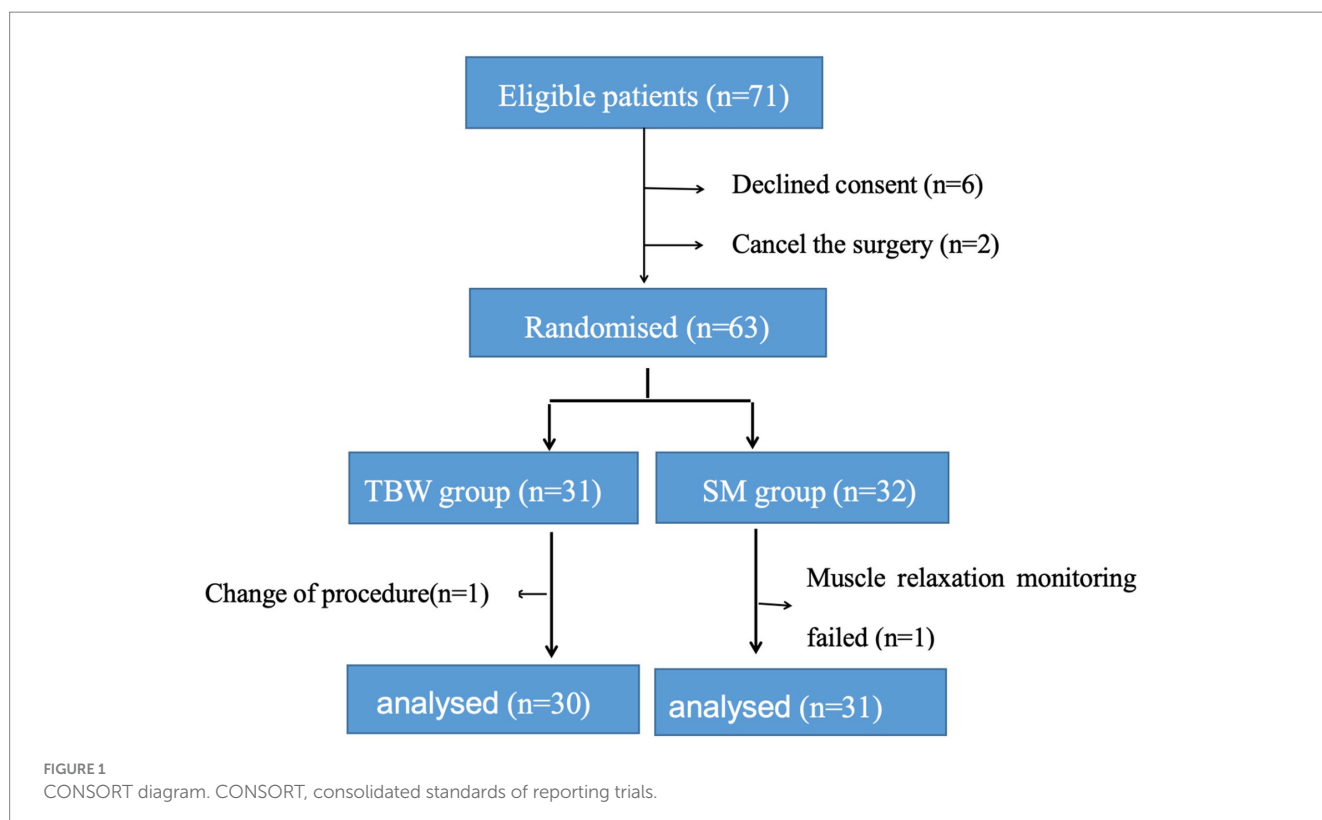 Eligible patients (n=71)
Declined consent (n=6)
Cancel the surgery (n=2)
Randomised (n=63)
TBW group (n=31)
SM group (n=32)
Change of procedure(n=1)
Muscle relaxation monitoring
failed (n=1)
analysed (n=30)
analysed (n=31)
FIGURE 1
CONSORT diagram. CONSORT, consolidated standards of reporting trials.